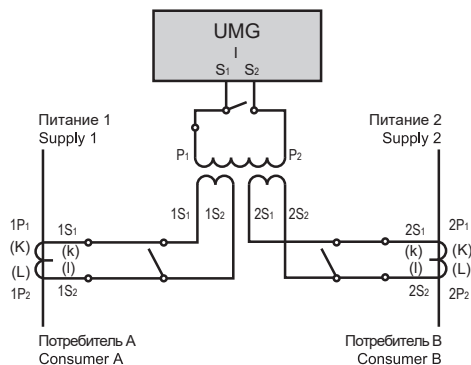 UMG
I
S1 S2
Питание 1
Supply 1
Питание 2
Supply 2
P1 P2
1S1 1S2 2S1 2S2
1P1 1S1 2S1 2P1
(K) (k) (k) (K)
(L) (l) (l) (L)
1P2 1S2 2S2 2P2
Потребитель А
Consumer A
Потребитель В
Consumer B